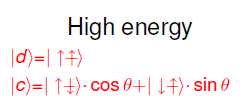 High energy
|d⟩=|↑‡⟩
|c⟩=|↑‡⟩·cos θ+|↓‡⟩·sin θ